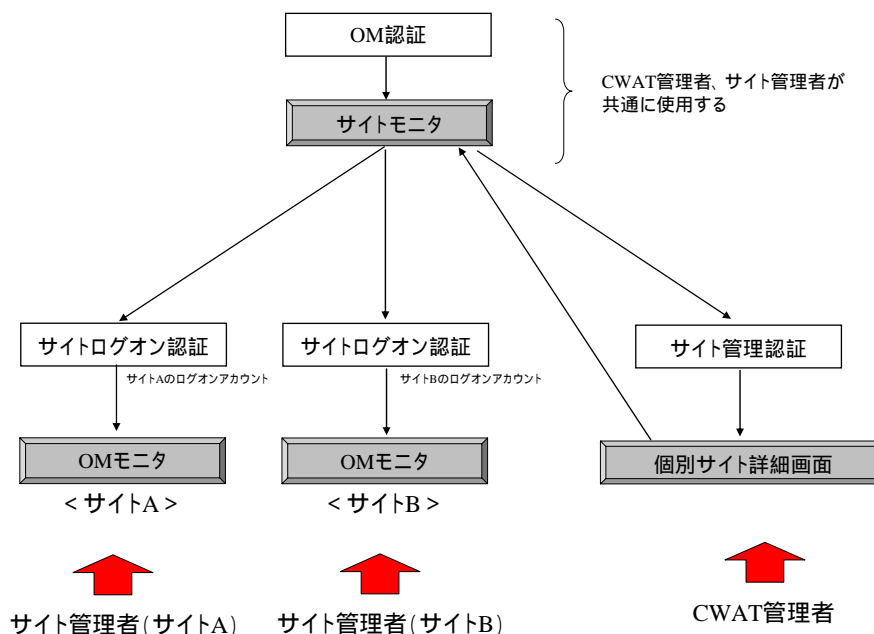 OM認証
CWAT管理者、サイト管理者が
共通に使用する
サイトモニタ
サイトログオン認証
サイトログオン認証
サイト管理認証
サイトAのログオンアカウント
サイトBのログオンアカウント
OMモニタ
OMモニタ
個別サイト詳細画面
<サイトA>
<サイトB>
サイト管理者(サイトA)
サイト管理者(サイトB)
CWAT管理者